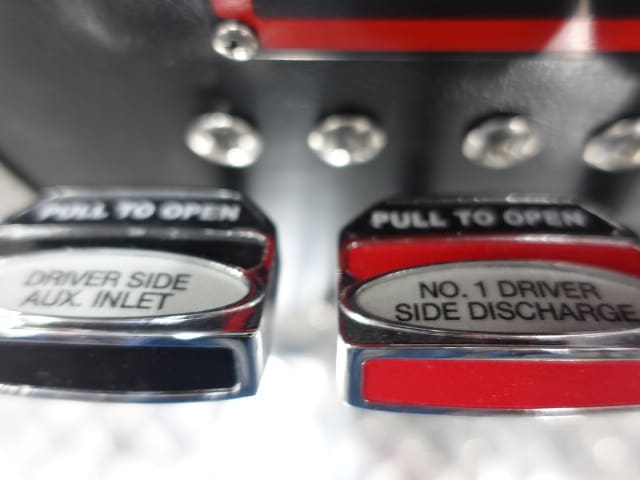 PULL TO OPEN
DRIVER SIDE
AUX. INLET
PULL TO OPEN
NO. 1 DRIVER
SIDE DISCHARGE